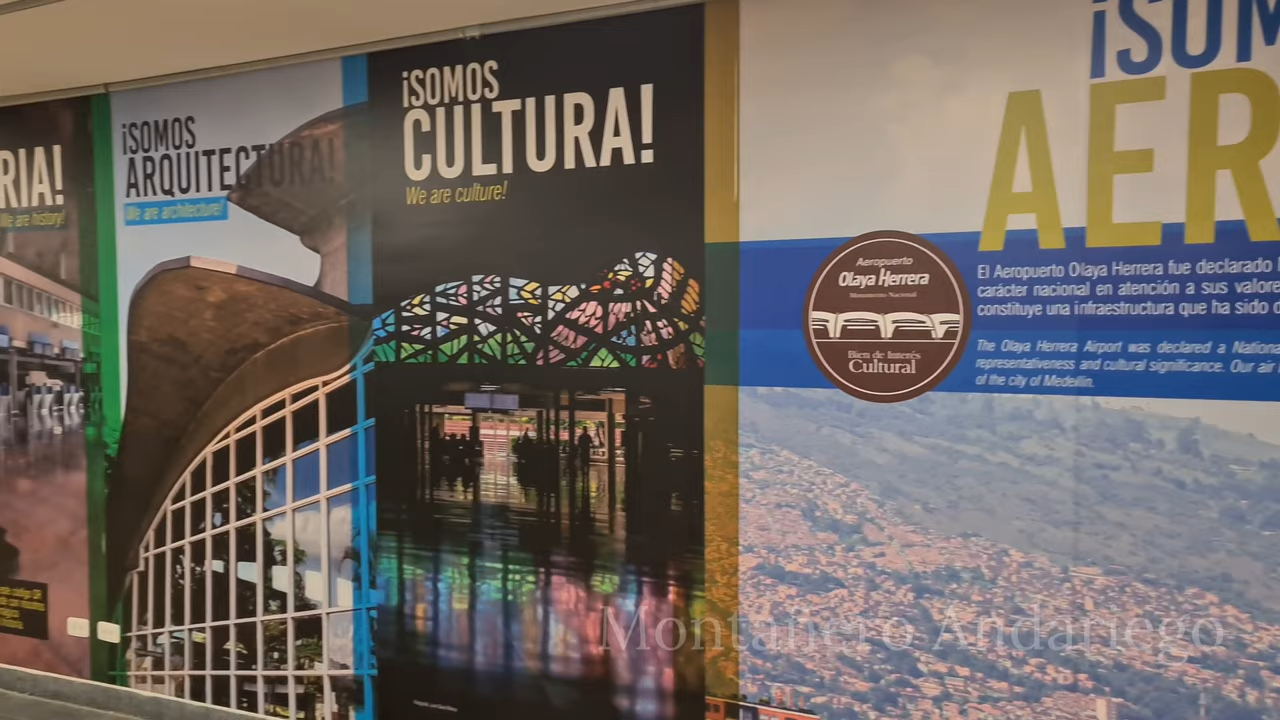 RIA!
We are history!
¡SOMOS
ARQUITECTURA!
We are architecture!
¡SOMOS
CULTURA!
We are culture!
¡SOM
AER
Aeropuerto
Olaya Herrera
Monumento Nacional
Bien de Interés
Cultural
El Aeropuerto Olaya Herrera fue declarado
carácter nacional en atención a sus valore
constituye una infraestructura que ha sido
The Olaya Herrera Airport was declared a Nationa
representativeness and cultural significance. Our air
of the city of Medellín.
Montañero Andariego